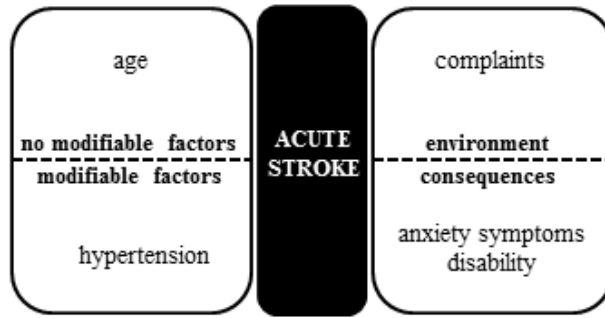 age
no modifiable factors
modifiable factors
hypertension
ACUTE
STROKE
complaints
environment
consequences
anxiety symptoms
disability